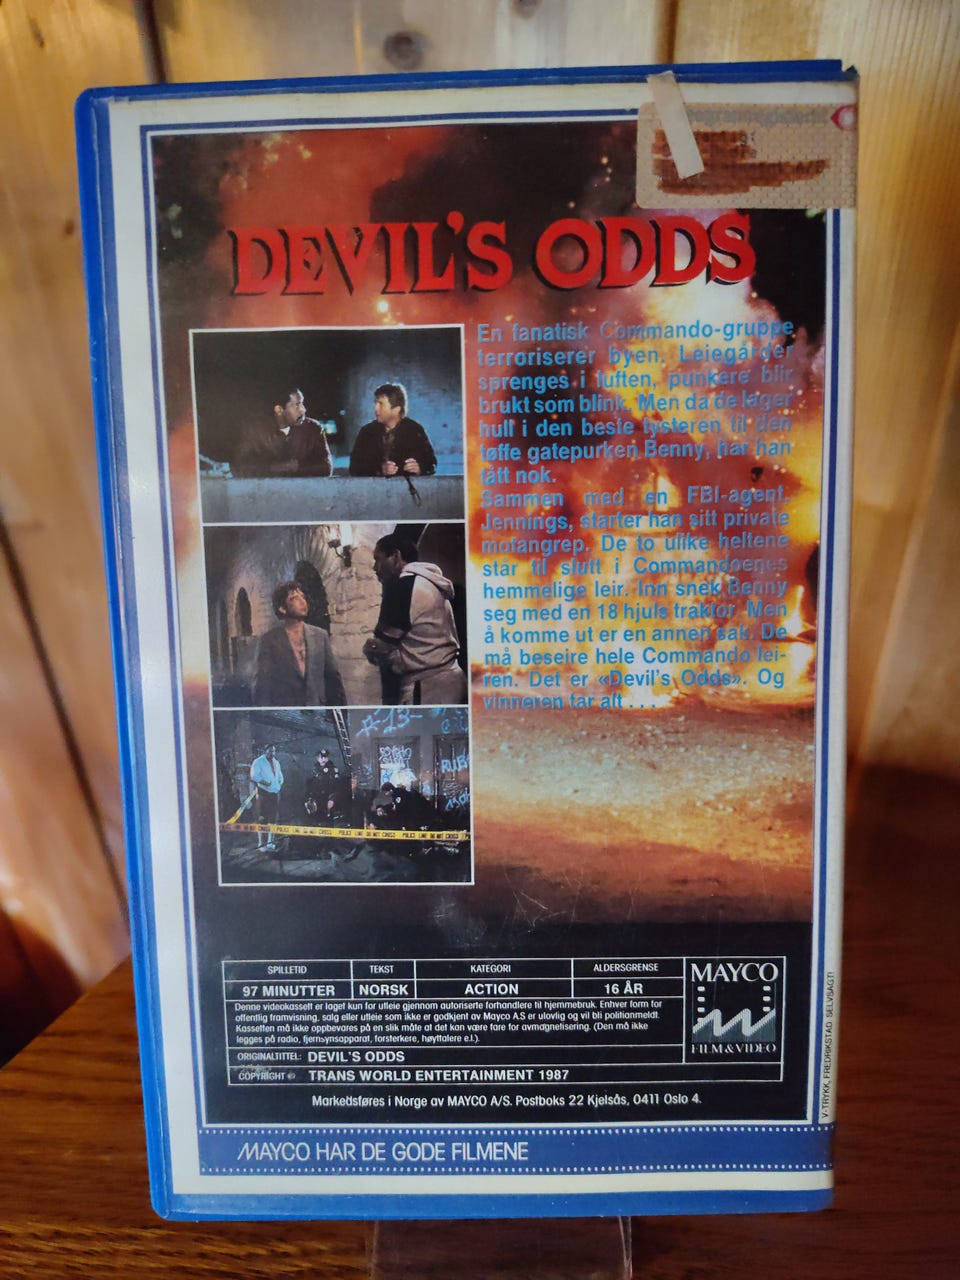 DEVIL'S ODDS
En fanatisk Commando-gruppe
terroriserer byen. Leiegårder
sprenges i luften, punkere blir
brukt som blink. Men da de lager
hull i den beste tysteren til den
tøffe gatepurken Benny, har han
fått nok.
Sammen med en FBI-agent,
Jennings, starter han sitt private
motangrep. De to ulike heltene
står til slutt i Commandoenes
hemmelige leir. Inn snek Benny
seg med en 18 hjuls traktor. Men
å komme ut er en annen sak. De
må beseire hele Commando lei-
ren. Det er «Devil's Odds». Og
vinneren tar alt . . .
-13-
POLICE LINE DO NOT CROSS
SPILLETID TEKST KATEGORI ALDERSGRENSE
97 MINUTTER NORSK ACTION 16 ÅR
Denne videokassett er laget kun for utleie gjennom autoriserte forhandlere til hjemmebruk. Enhver form for
offentlig framvisning, salg eller utleie som ikke er godkjent av Mayco A.S er ulovlig og vil bli politianmeldt.
Kassetten må ikke oppbevares på en slik måte at det kan være fare for avmagnetisering. (Den må ikke
legges på radio, fjernsynsapparat, forsterkere, høyttalere e.l.).
ORIGINALTITTEL: DEVIL'S ODDS
COPYRIGHT © TRANS WORLD ENTERTAINMENT 1987
MAYCO
FILM & VIDEO
Markedsføres i Norge av MAYCO A/S. Postboks 22 Kjelsås, 0411 Oslo 4.
V-TRYKK, FREDRIKSTAD SELVSAGT!
MAYCO HAR DE GODE FILMENE